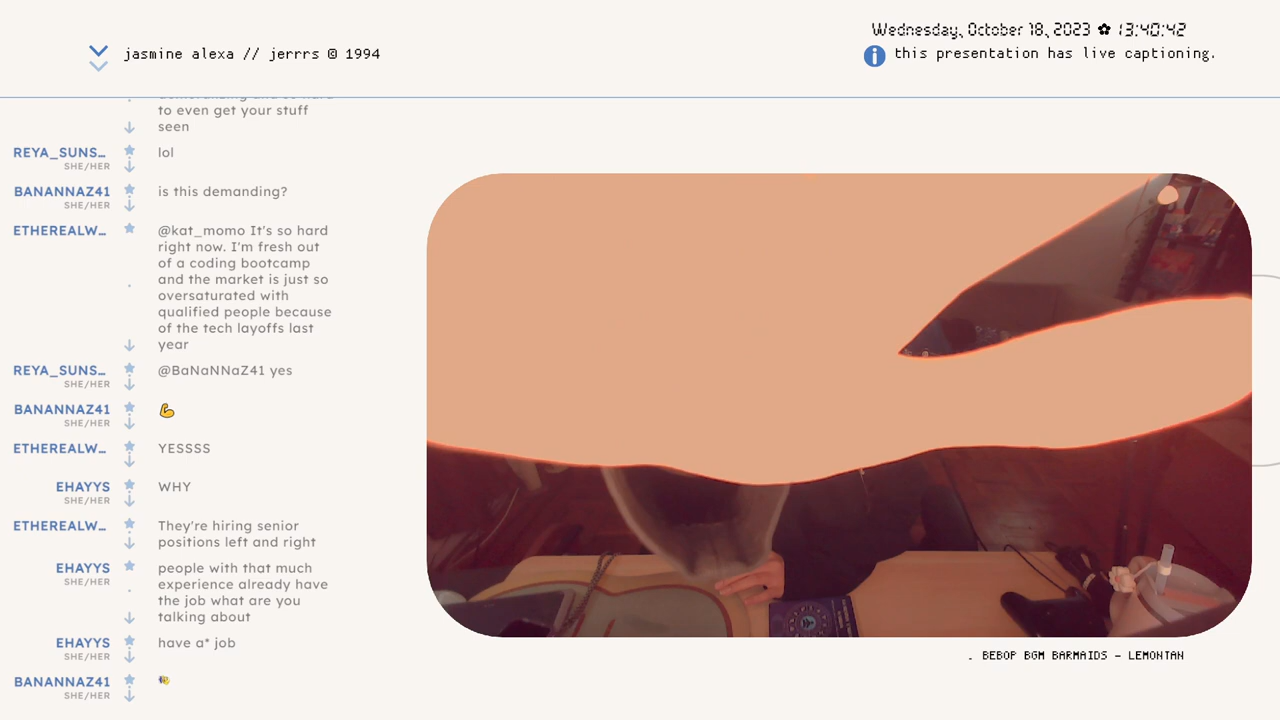 Wednesday, October 18, 2023 ✿ 13:40:42
jasmine alexa // jerrrs © 1994
this presentation has live captioning.
to even get your stuff
seen
REYA_SUNS… lol
SHE/HER
BANANNAZ41 is this demanding?
SHE/HER
ETHEREALW… @kat_momo It's so hard
right now. I'm fresh out
of a coding bootcamp
and the market is just so
oversaturated with
qualified people because
of the tech layoffs last
year
REYA_SUNS… @BaNaNNaZ41 yes
SHE/HER
BANANNAZ41 💪
SHE/HER
ETHEREALW… YESSSS
EHAYYS WHY
SHE/HER
ETHEREALW… They're hiring senior
positions left and right
EHAYYS people with that much
SHE/HER experience already have
the job what are you
talking about
EHAYYS have a* job
SHE/HER
BANANNAZ41 🐝
SHE/HER
. BEBOP BGM BARMAIDS – LEMONTAN